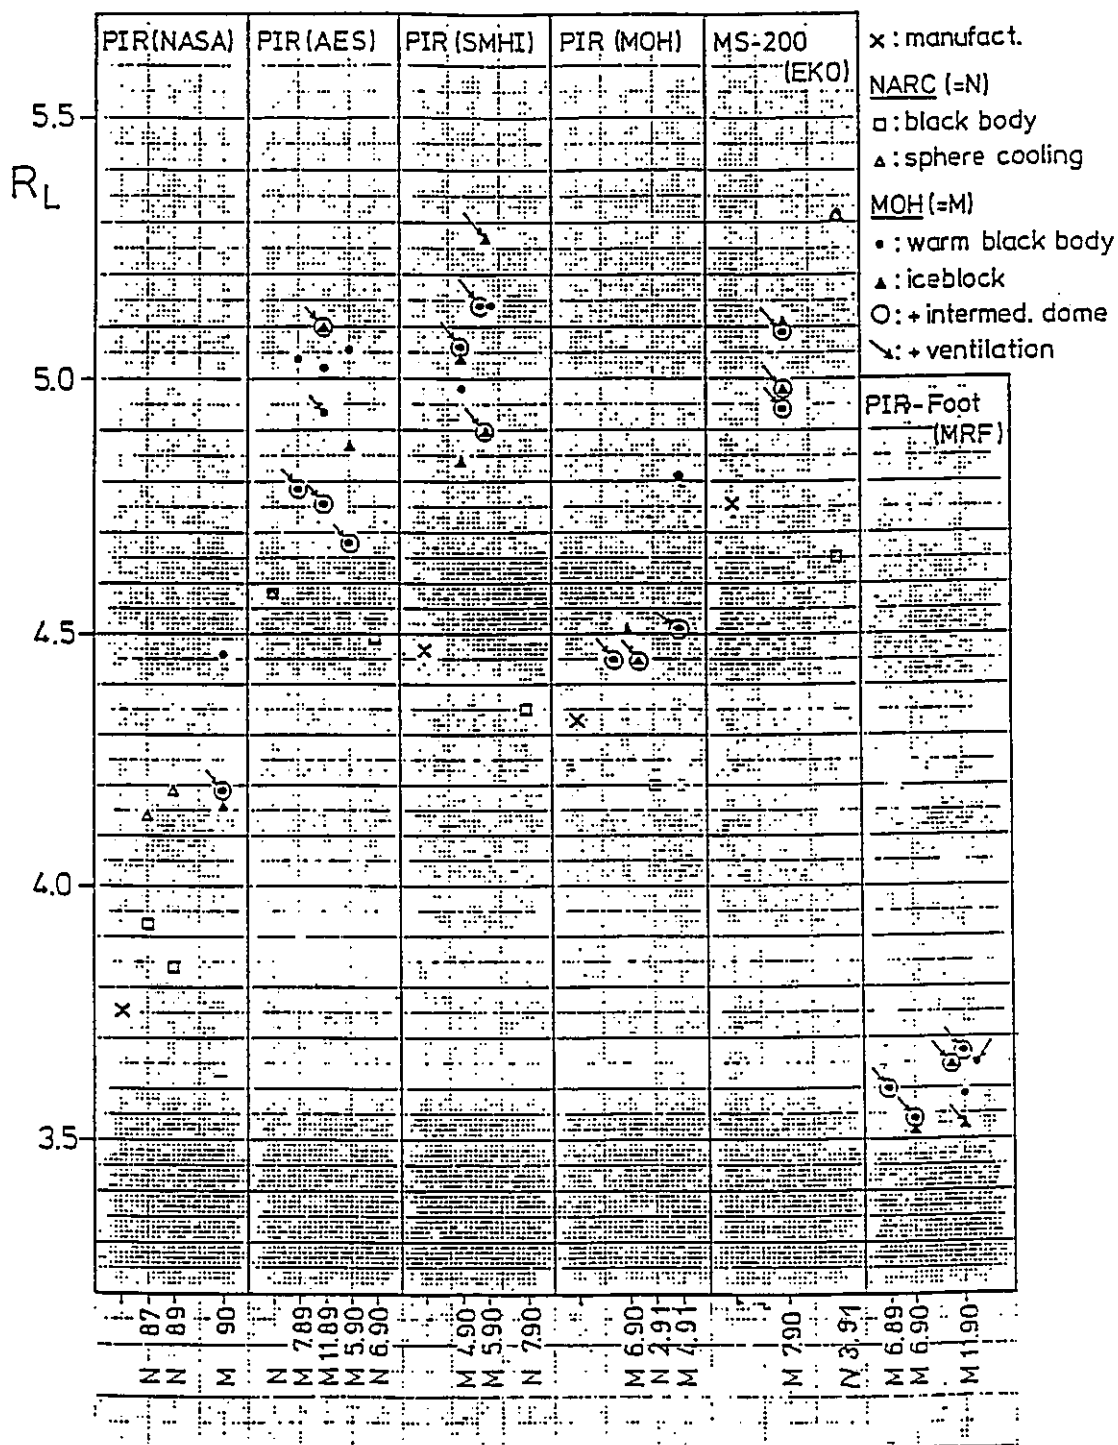 PIR(NASA)
PIR(AES)
PIR(SMHI)
PIR (MOH)
MS-200
(EKO)
x : manufact.
NARC (=N)
□ : black body
△ : sphere cooling
MOH (=M)
• : warm black body
▲ : iceblock
O : + intermed. dome
↘ : + ventilation
PIR-Foot
(MRF)
RL
5.5
5.0
4.5
4.0
3.5
N .87
N .89
M 90
N
M 7.89
M 11.89
M 5.90
N 6.90
M 4.90
M 5.90
N 7.90
M 6.90
N 2.91
M 4.91
M 7.90
N 3.91
M 6.89
M 6.90
M 11.90